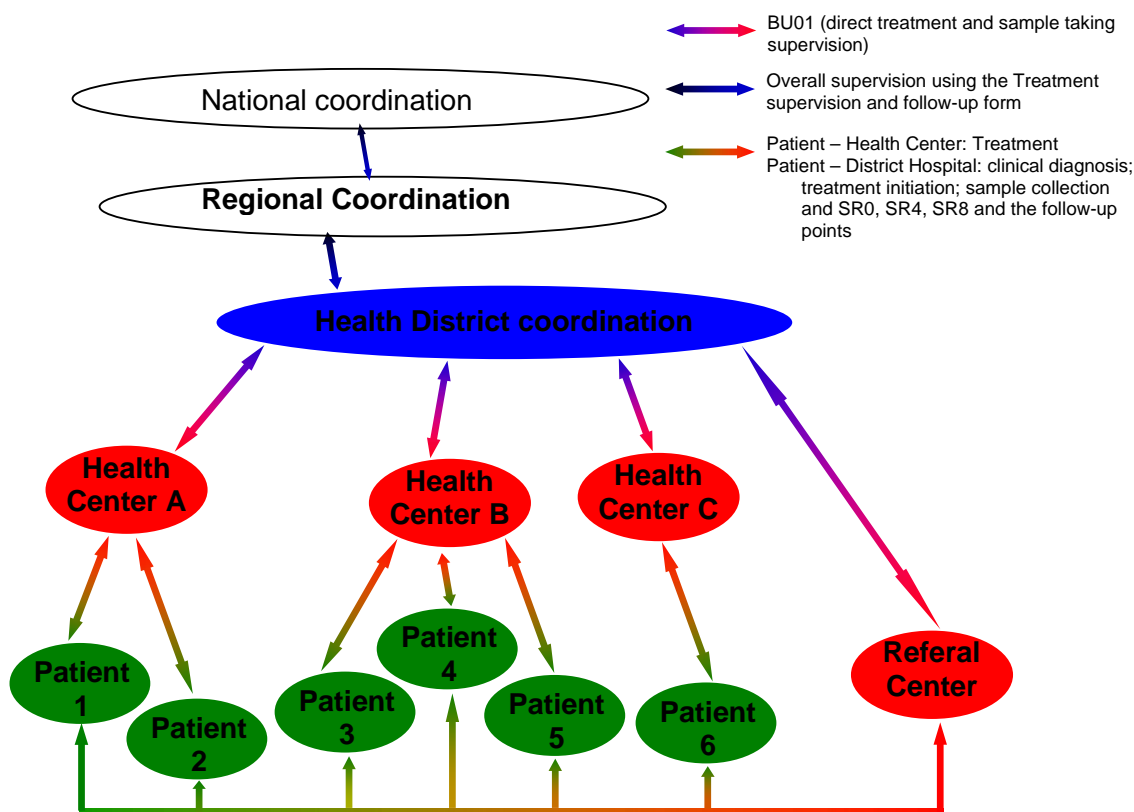 BU01 (direct treatment and sample taking
supervision)
National coordination
Overall supervision using the Treatment
supervision and follow-up form
Patient – Health Center: Treatment
Patient – District Hospital: clinical diagnosis;
treatment initiation; sample collection
and SR0, SR4, SR8 and the follow-up
points
Regional Coordination
Health District coordination
Health
Center A
Health
Center B
Health
Center C
Patient
1
Patient
2
Patient
3
Patient
4
Patient
5
Patient
6
Referal
Center